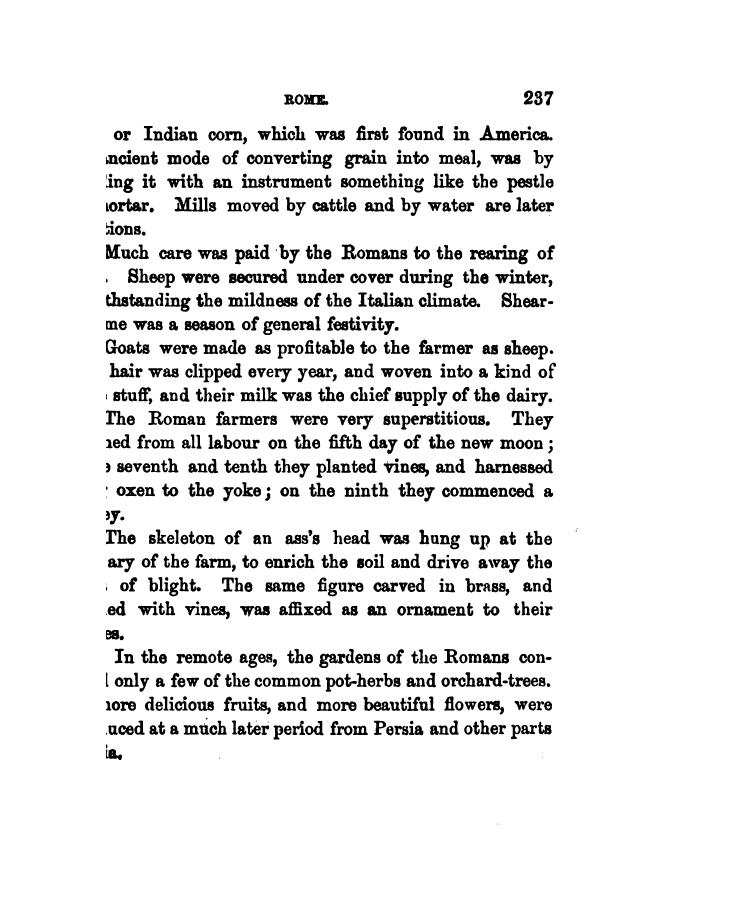 ROME. 237
or Indian corn, which was first found in America.
ncient mode of converting grain into meal, was by
ing it with an instrument something like the pestle
ortar. Mills moved by cattle and by water are later
tions.
Much care was paid by the Romans to the rearing of
. Sheep were secured under cover during the winter,
thstanding the mildness of the Italian climate. Shear-
me was a season of general festivity.
Goats were made as profitable to the farmer as sheep.
hair was clipped every year, and woven into a kind of
stuff, and their milk was the chief supply of the dairy.
The Roman farmers were very superstitious. They
ned from all labour on the fifth day of the new moon;
e seventh and tenth they planted vines, and harnessed
oxen to the yoke; on the ninth they commenced a
ey.
The skeleton of an ass's head was hung up at the
ary of the farm, to enrich the soil and drive away the
of blight. The same figure carved in brass, and
ed with vines, was affixed as an ornament to their
es.
In the remote ages, the gardens of the Romans con-
l only a few of the common pot-herbs and orchard-trees.
nore delicious fruits, and more beautiful flowers, were
uced at a much later period from Persia and other parts
ia.